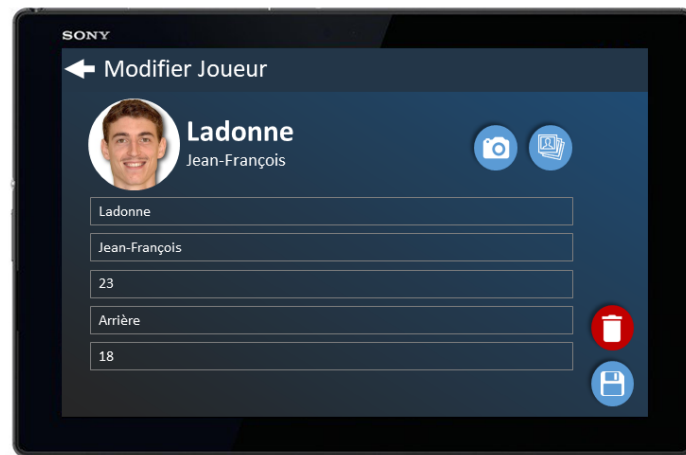 SONY
Modifier Joueur
Ladonne
Jean-François
Ladonne
Jean-François
23
Arrière
18